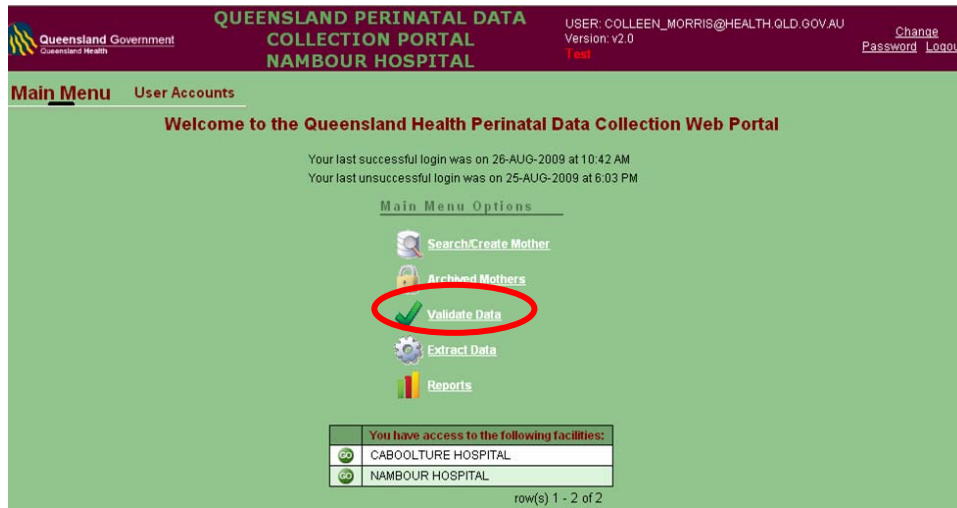 Queensland Government
Queensland Health
QUEENSLAND PERINATAL DATA
COLLECTION PORTAL
NAMBOUR HOSPITAL
USER: COLLEEN_MORRIS@HEALTH.QLD.GOV.AU
Version: v2.0
Test
Change
Password Logou
Main Menu User Accounts
Welcome to the Queensland Health Perinatal Data Collection Web Portal
Your last successful login was on 26-AUG-2009 at 10:42 AM
Your last unsuccessful login was on 25-AUG-2009 at 6:03 PM
Main Menu Options
Search/Create Mother
Archived Mothers
Validate Data
Extract Data
Reports
You have access to the following facilities:
GO CABOOLTURE HOSPITAL
GO NAMBOUR HOSPITAL
row(s) 1 - 2 of 2